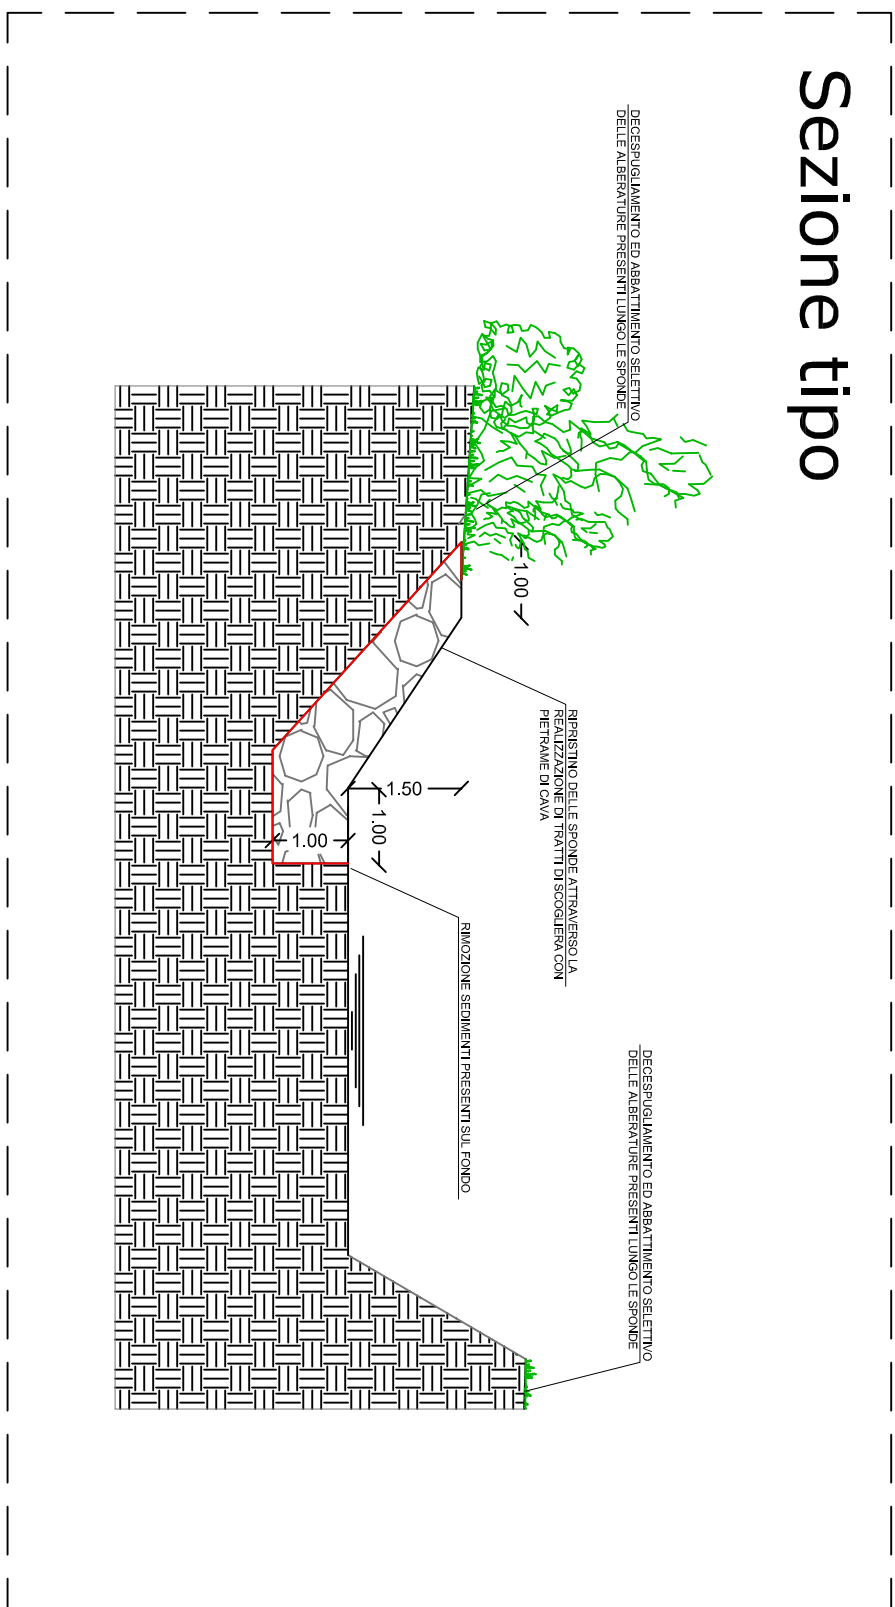 Sezione tipo
DECESPUGLIAMENTO ED ABBATTIMENTO SELETTIVO
DELLE ALBERATURE PRESENTI LUNGO LE SPONDE
1.00
RIPRISTINO DELLE SPONDE ATTRAVERSO LA
REALIZZAZIONE DI TRATTI DI SCOGLIERA CON
PIETRAME DI CAVA
1.50
1.00
1.00
RIMOZIONE SEDIMENTI PRESENTI SUL FONDO
DECESPUGLIAMENTO ED ABBATTIMENTO SELETTIVO
DELLE ALBERATURE PRESENTI LUNGO LE SPONDE